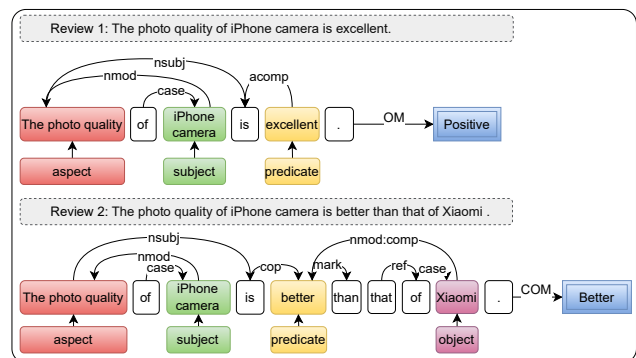 Review 1: The photo quality of iPhone camera is excellent.
nsubj
nmod
case
acomp
The photo quality of iPhone camera is excellent . OM Positive
aspect subject predicate
Review 2: The photo quality of iPhone camera is better than that of Xiaomi .
nsubj
nmod:comp
nmod
case cop mark ref case
The photo quality of iPhone camera is better than that of Xiaomi . COM Better
aspect subject predicate object